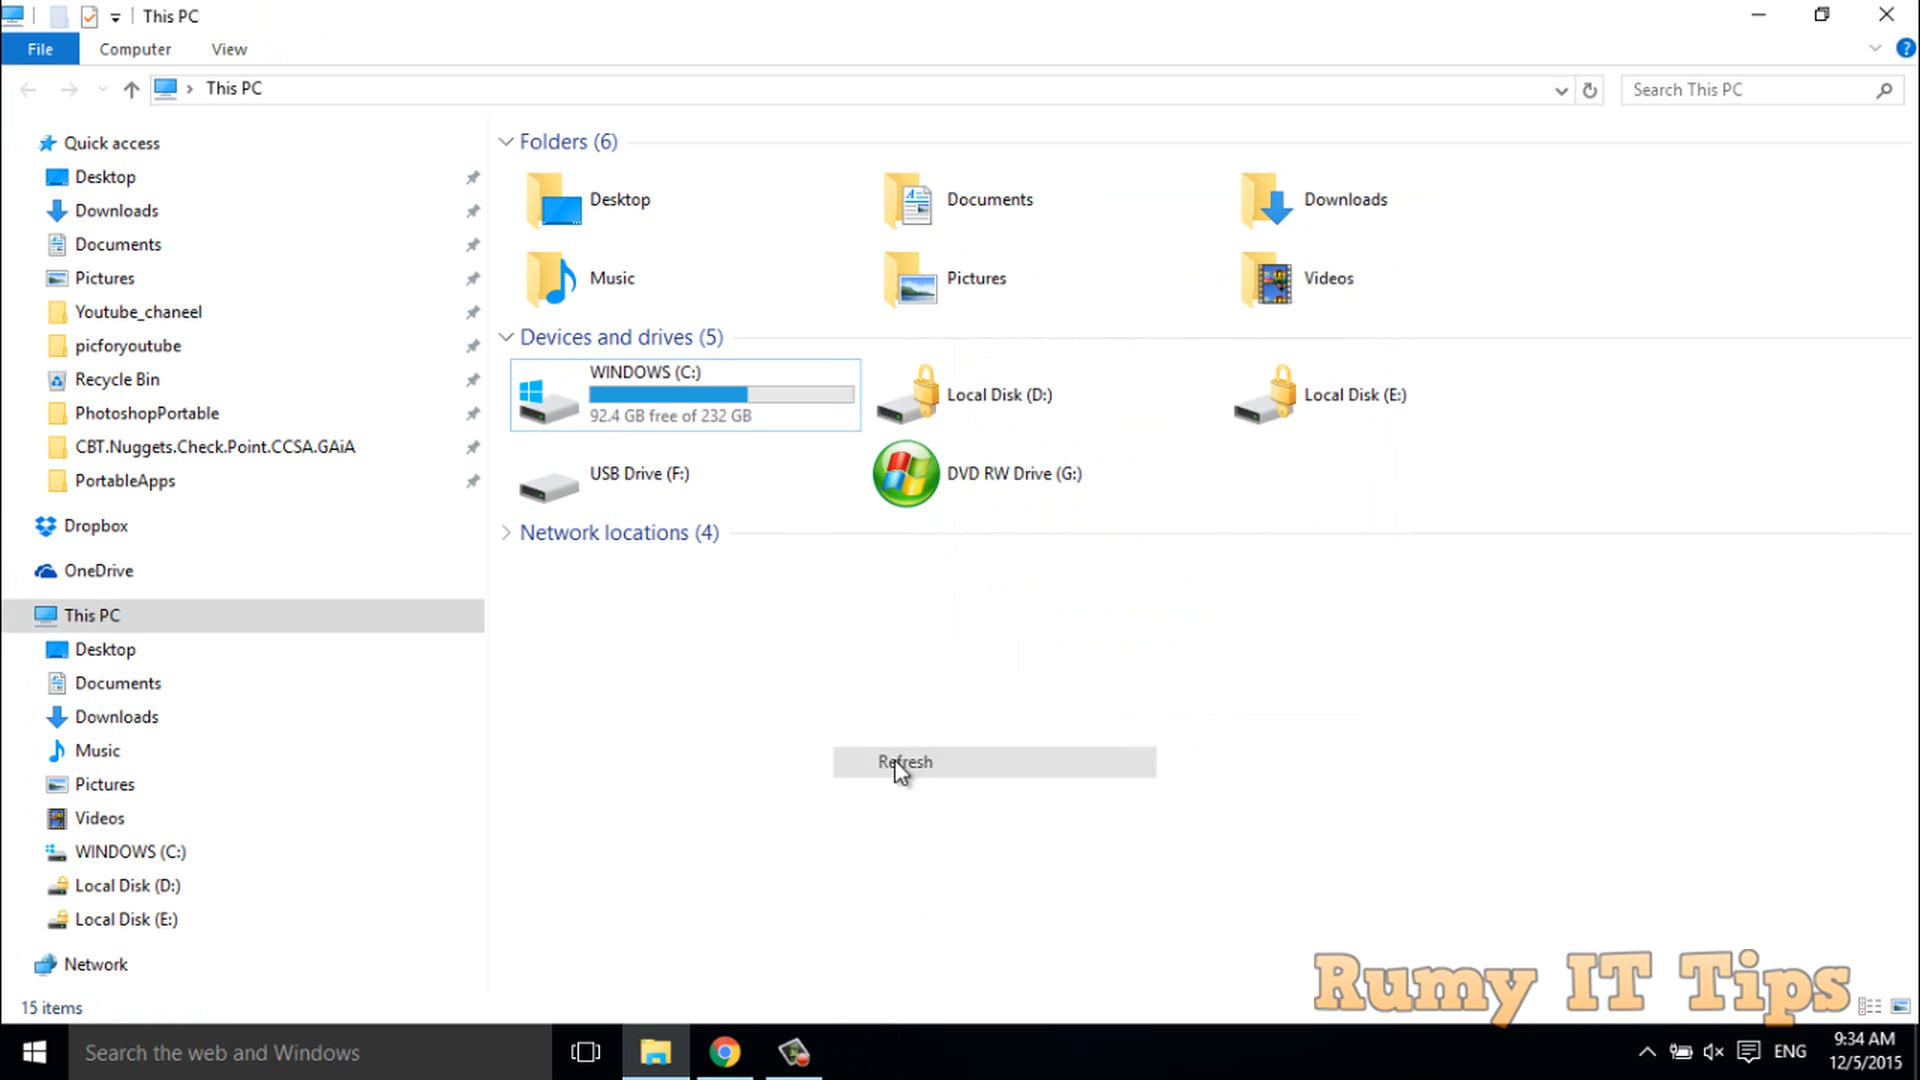 This PC
File Computer View
This PC
Search This PC
Quick access
Desktop
Downloads
Documents
Pictures
Youtube_chaneel
picforyoutube
Recycle Bin
PhotoshopPortable
CBT.Nuggets.Check.Point.CCSA.GAiA
PortableApps
Dropbox
OneDrive
This PC
Desktop
Documents
Downloads
Music
Pictures
Videos
WINDOWS (C:)
Local Disk (D:)
Local Disk (E:)
Network
15 items
Folders (6)
Desktop
Documents
Downloads
Music
Pictures
Videos
Devices and drives (5)
WINDOWS (C:)
92.4 GB free of 232 GB
Local Disk (D:)
Local Disk (E:)
USB Drive (F:)
DVD RW Drive (G:)
Network locations (4)
Refresh
Rumy IT Tips
Search the web and Windows
ENG
9:34 AM
12/5/2015